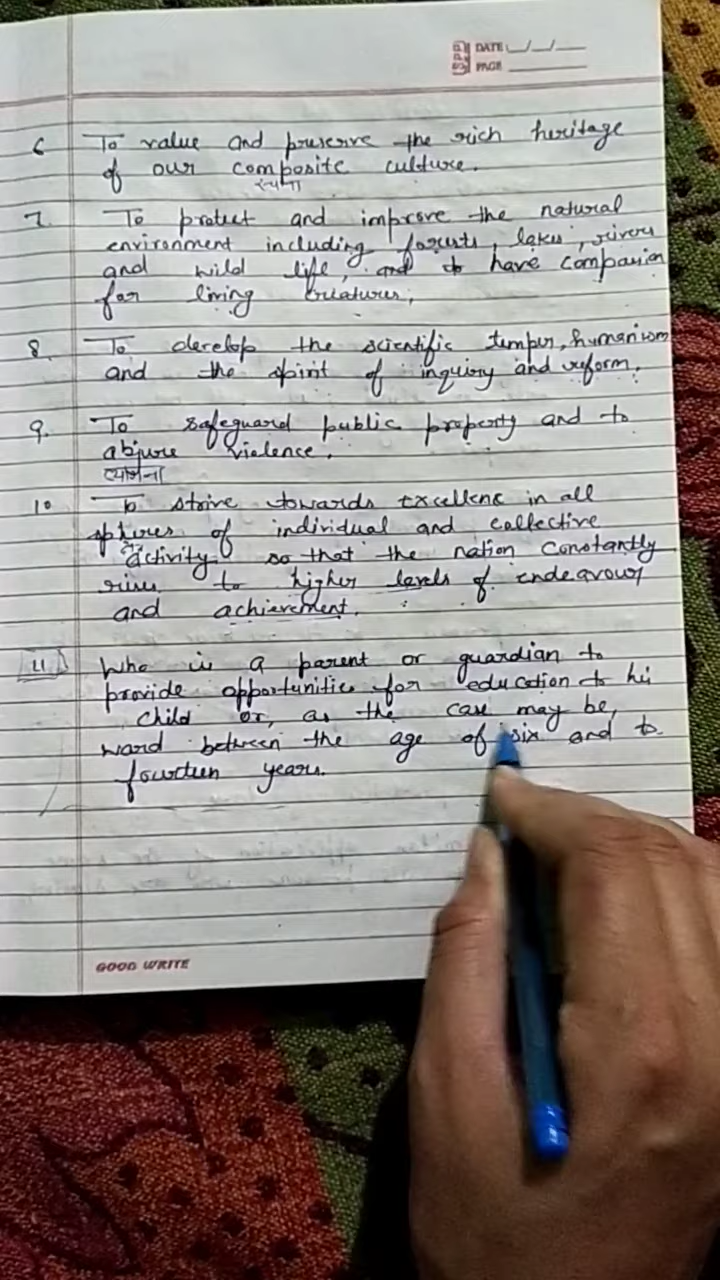 DATE __/__/__
PAGE
6 To value and preserve the rich heritage
of our composite culture.
रचना
7. To protect and improve the natural
environment including forests, lakes, rivers
and wild life, and to have compassion
for living creatures,
8. To develop the scientific temper, humanism
and the spirit of inquiry and reform.
9. To safeguard public property and to
abjure violence.
त्यागना
10 To strive towards excellenc in all
spheres of individual and collective
activity so that the nation constantly
rises to higher levels of endeavour
and achievement.
11 Who is a parent or guardian to
provide opportunities for education to his
child or, as the case may be,
ward between the age of six and to
fourteen years.
GOOD WRITE